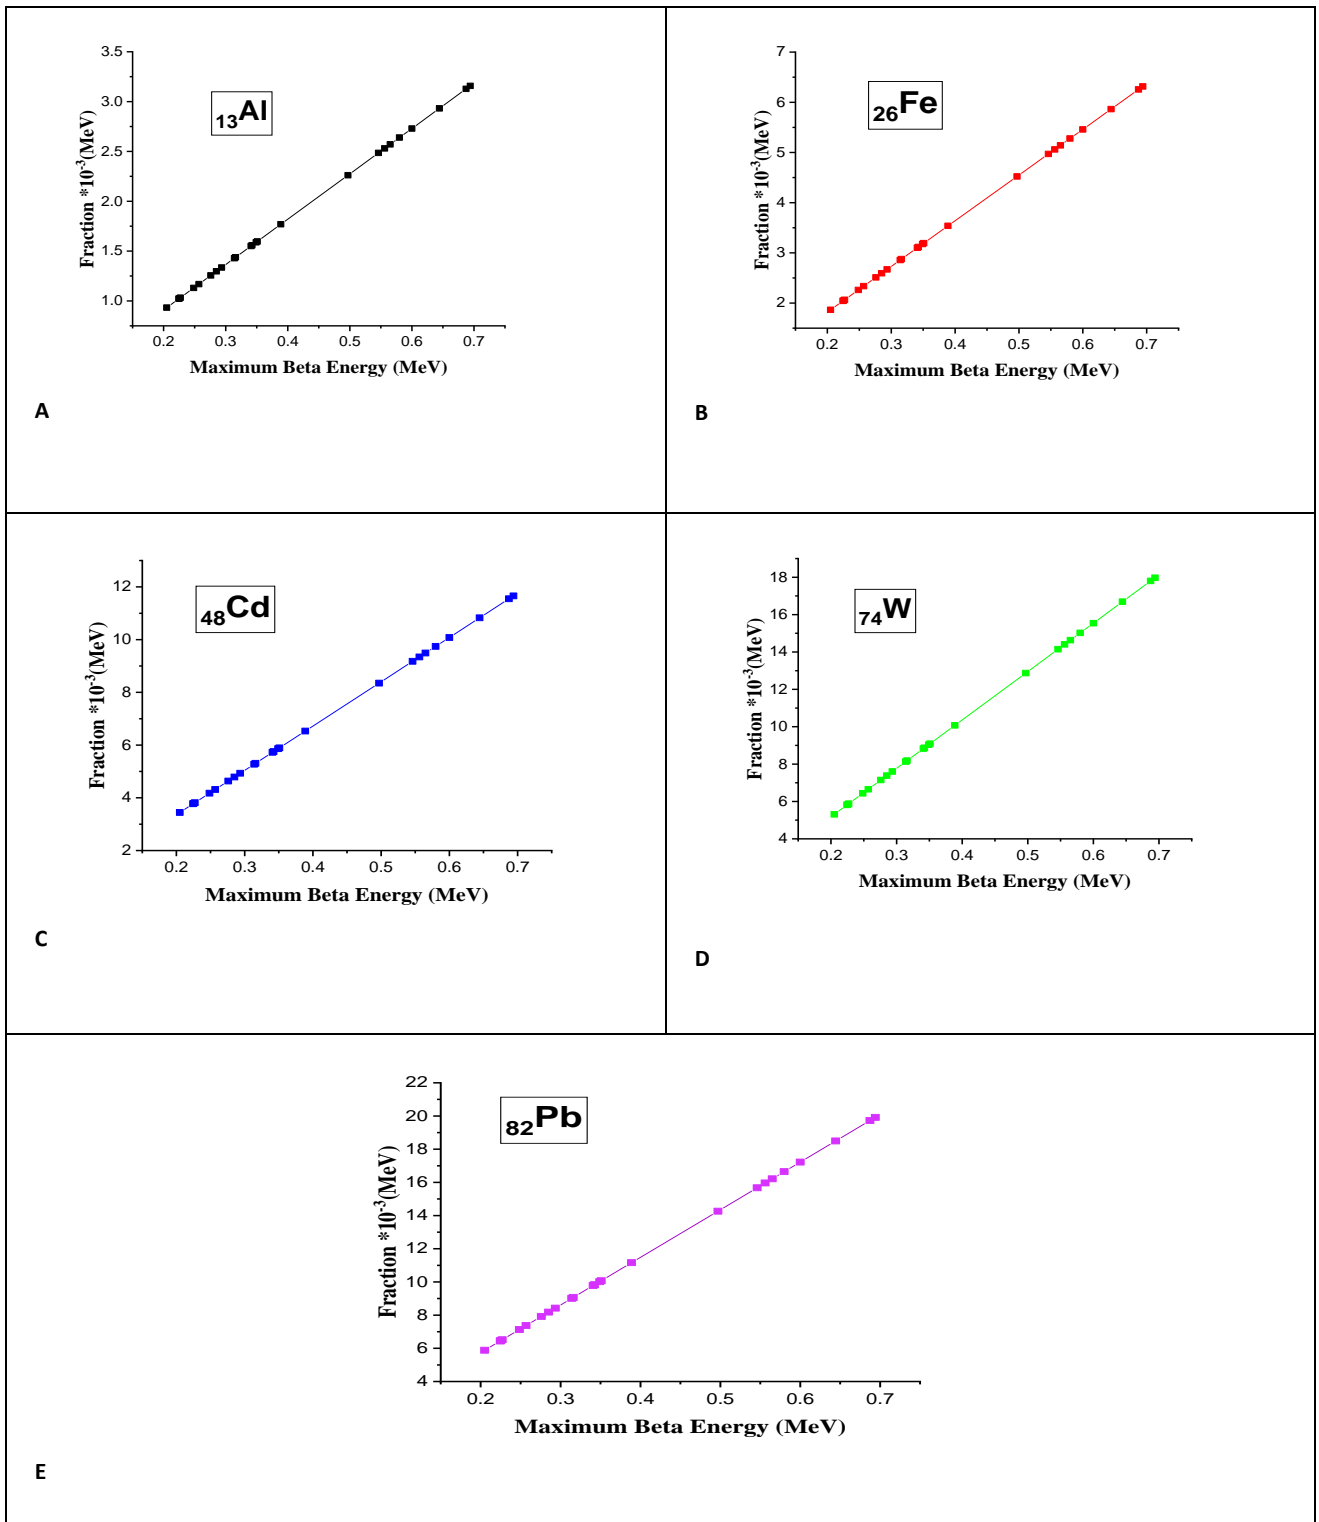 3.5
3.0
2.5
2.0
1.5
1.0
Fraction *10-3(MeV)
13Al
0.2 0.3 0.4 0.5 0.6 0.7
Maximum Beta Energy (MeV)
A
7
6
5
4
3
2
Fraction *10-3(MeV)
26Fe
0.2 0.3 0.4 0.5 0.6 0.7
Maximum Beta Energy (MeV)
B
12
10
8
6
4
2
Fraction *10-3(MeV)
48Cd
0.2 0.3 0.4 0.5 0.6 0.7
Maximum Beta Energy (MeV)
C
18
16
14
12
10
8
6
4
Fraction *10-3(MeV)
74W
0.2 0.3 0.4 0.5 0.6 0.7
Maximum Beta Energy (MeV)
D
22
20
18
16
14
12
10
8
6
4
Fraction *10-3(MeV)
82Pb
0.2 0.3 0.4 0.5 0.6 0.7
Maximum Beta Energy (MeV)
E